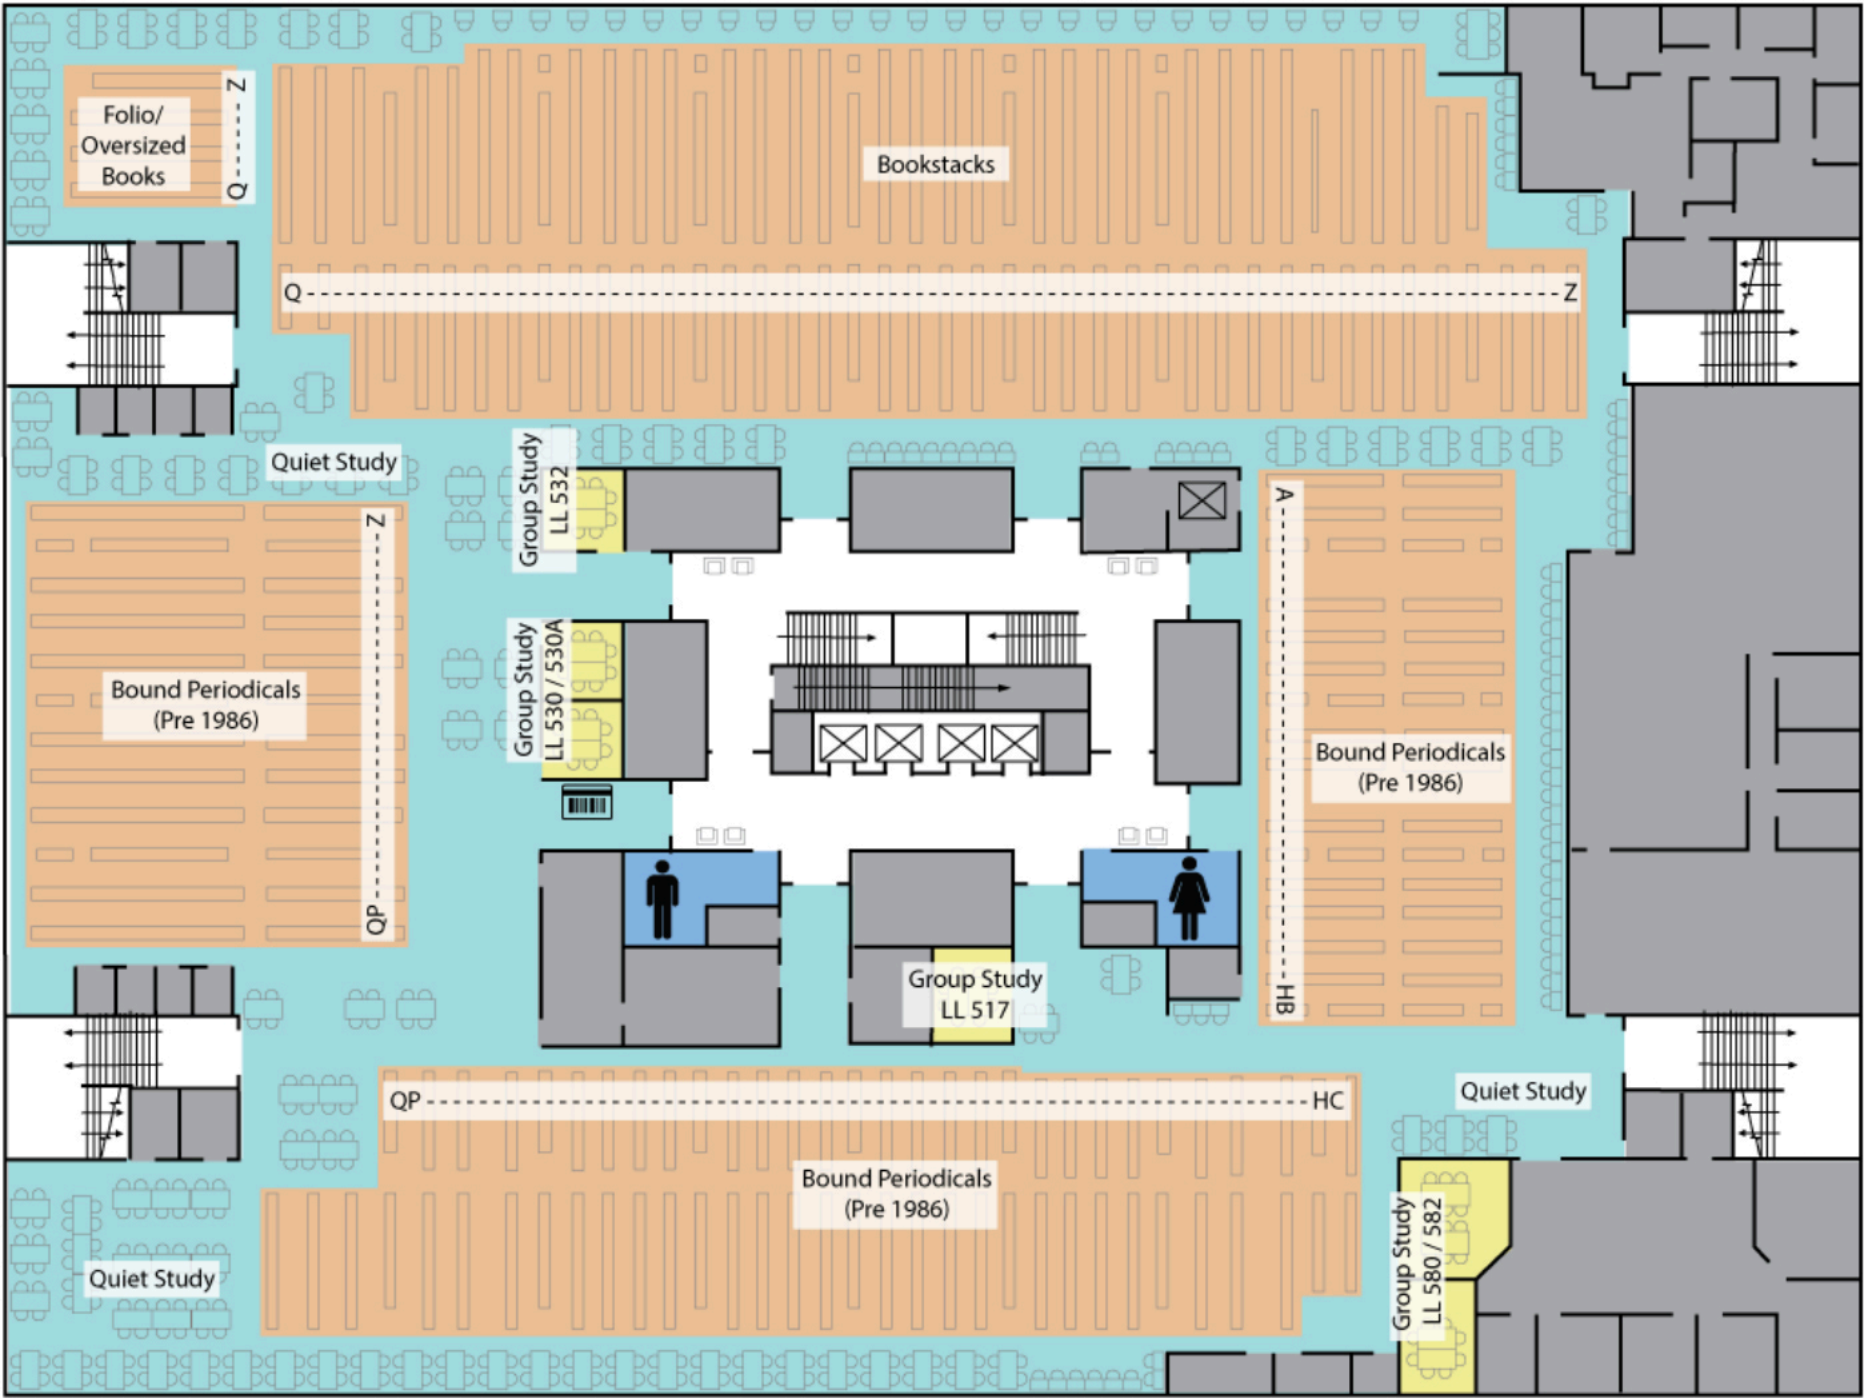 Folio/
Oversized
Books
Z
Q
Bookstacks
Q
Z
Quiet Study
Group Study
LL 532
A
HB
Z
QP
Group Study
LL 530 / 530A
Bound Periodicals
(Pre 1986)
Bound Periodicals
(Pre 1986)
Group Study
LL 517
QP
HC
Quiet Study
Bound Periodicals
(Pre 1986)
Group Study
LL 580 / 582
Quiet Study